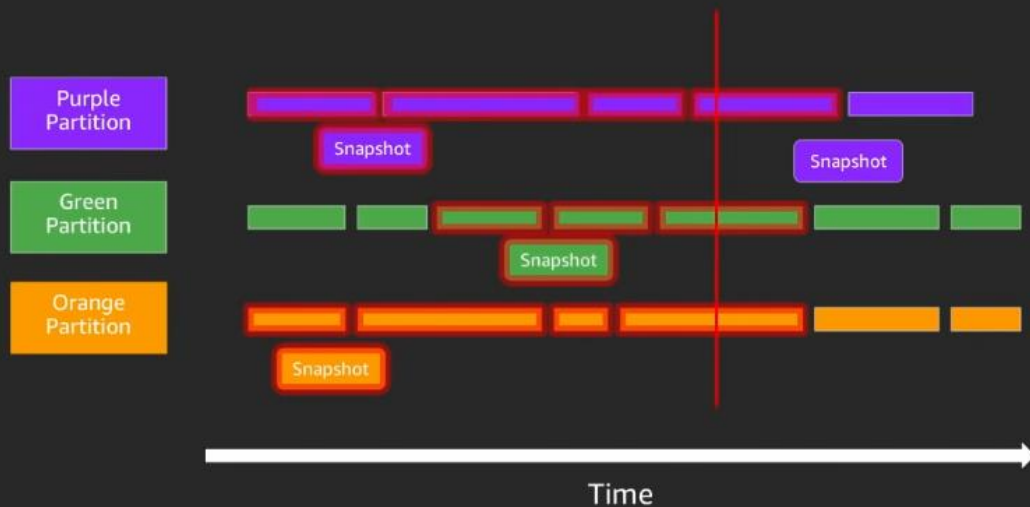 Purple
Partition
Snapshot
Snapshot
Green
Partition
Snapshot
Orange
Partition
Snapshot
Time